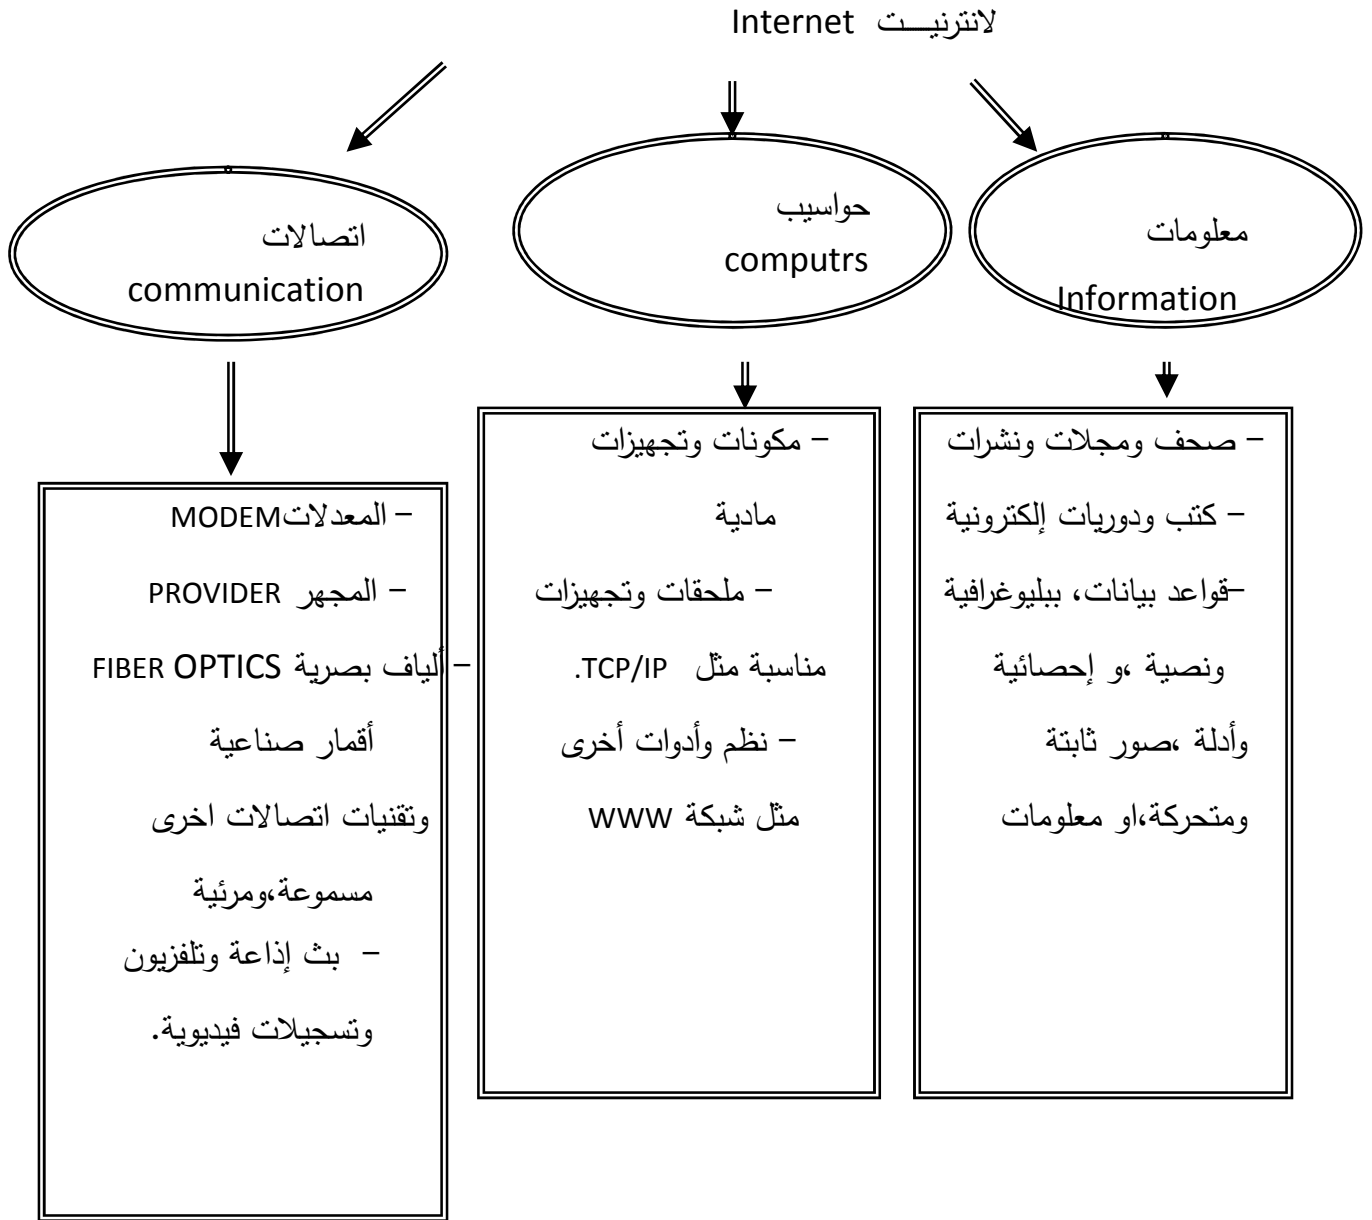 لانترنيـــت Internet
معلومات
Information
حواسيب
computrs
اتصالات
communication
– صحف ومجلات ونشرات
– كتب ودوريات إلكترونية
–قواعد بيانات، ببليوغرافية
ونصية ،و إحصائية
وأدلة ،صور ثابتة
ومتحركة،او معلومات
– مكونات وتجهيزات
مادية
– ملحقات وتجهيزات
مناسبة مثل TCP/IP.
– نظم وأدوات أخرى
مثل شبكة WWW
– المعدلاتMODEM
– المجهر PROVIDER
– ألياف بصرية FIBER OPTICS
أقمار صناعية
وتقنيات اتصالات اخرى
مسموعة،ومرئية
– بث إذاعة وتلفزيون
وتسجيلات فيديوية.